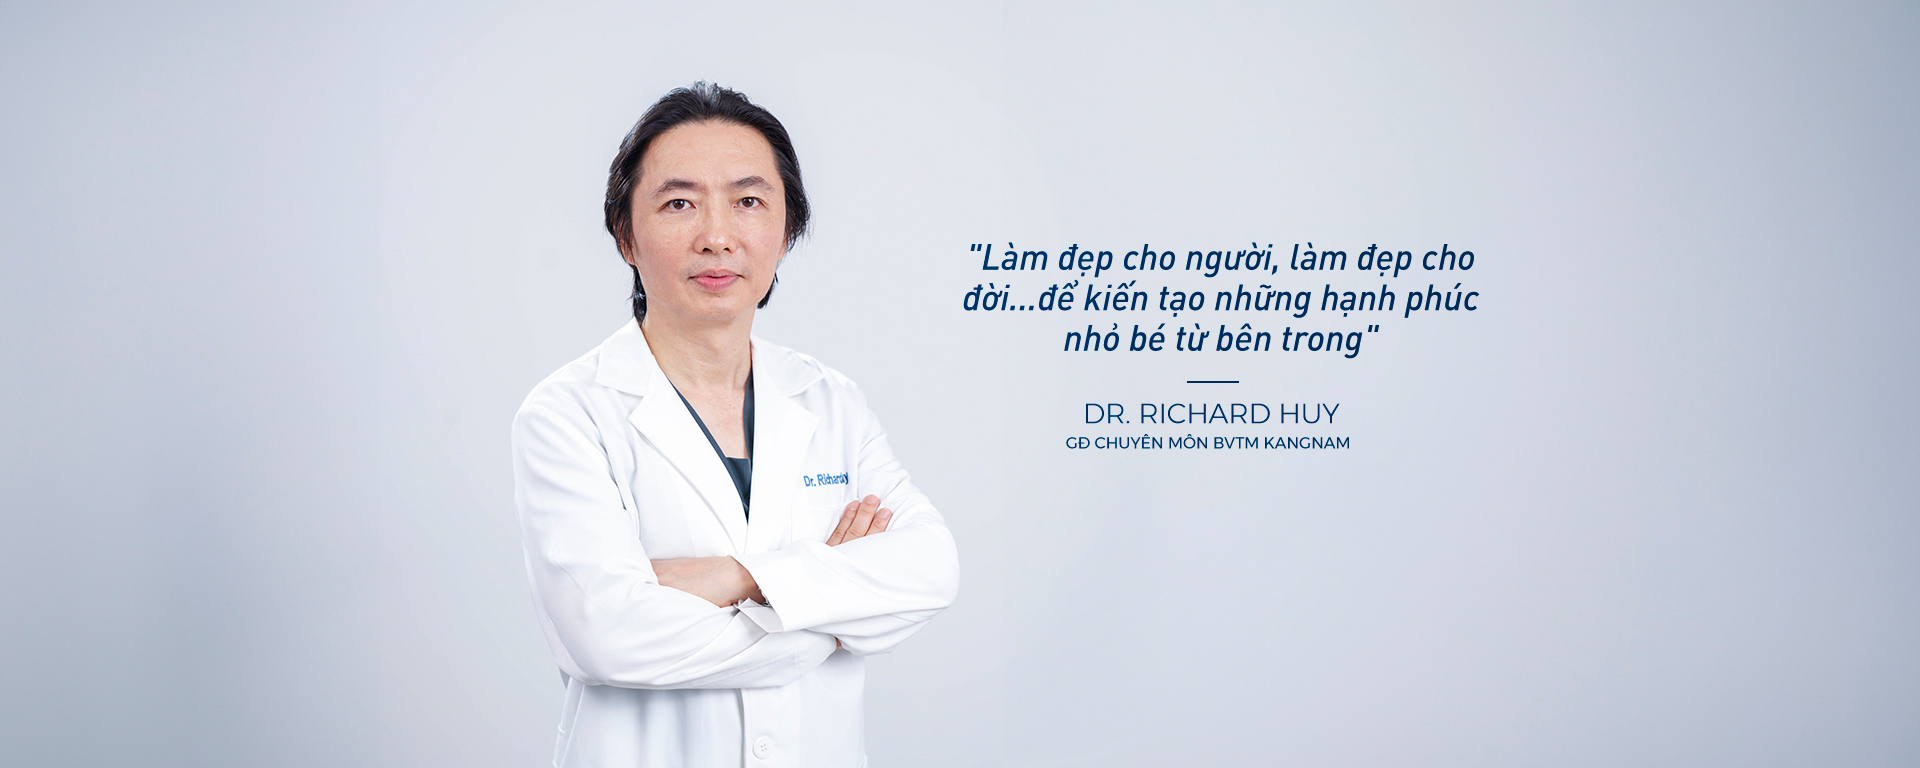 "Làm đẹp cho người, làm đẹp cho
đời...để kiến tạo những hạnh phúc
nhỏ bé từ bên trong"
DR. RICHARD HUY
GĐ CHUYÊN MÔN BVTM KANGNAM
Dr.